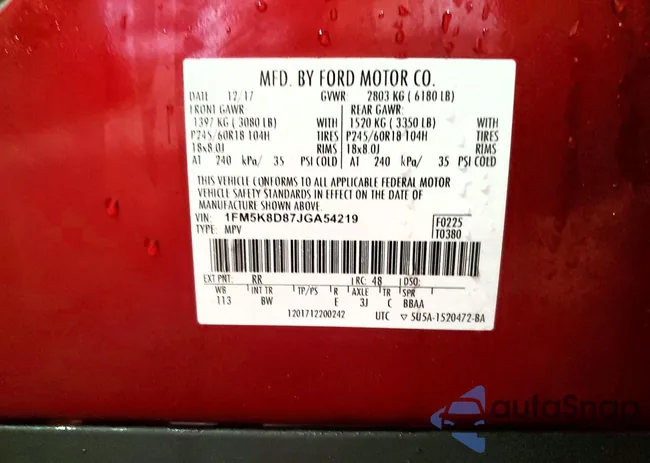 MFD. BY FORD MOTOR CO.
DATE 12/17 GVWR: 2803 KG ( 6180 LB)
FRONT GAWR: REAR GAWR:
1397 KG ( 3080 LB) WITH 1520 KG ( 3350 LB) WITH
P245/60R18 104H TIRES P245/60R18 104H TIRES
18x8.0J RIMS 18x8.0J RIMS
AT 240 kPa/ 35 PSI COLD AT 240 kPa/ 35 PSI COLD
THIS VEHICLE CONFORMS TO ALL APPLICABLE FEDERAL MOTOR
VEHICLE SAFETY STANDARDS IN EFFECT ON THE DATE OF
MANUFACTURE SHOWN ABOVE.
VIN: 1FM5K8D87JGA54219 F0225
TYPE: MPV T0380
EXT PNT: RR RC: 48 DSO:
WB INT TR TP/PS R AXLE TR SPR
113 BW E 3J C BBAA
1201712200242 UTC ▽ 5U5A-1520472-BA
autoSnap